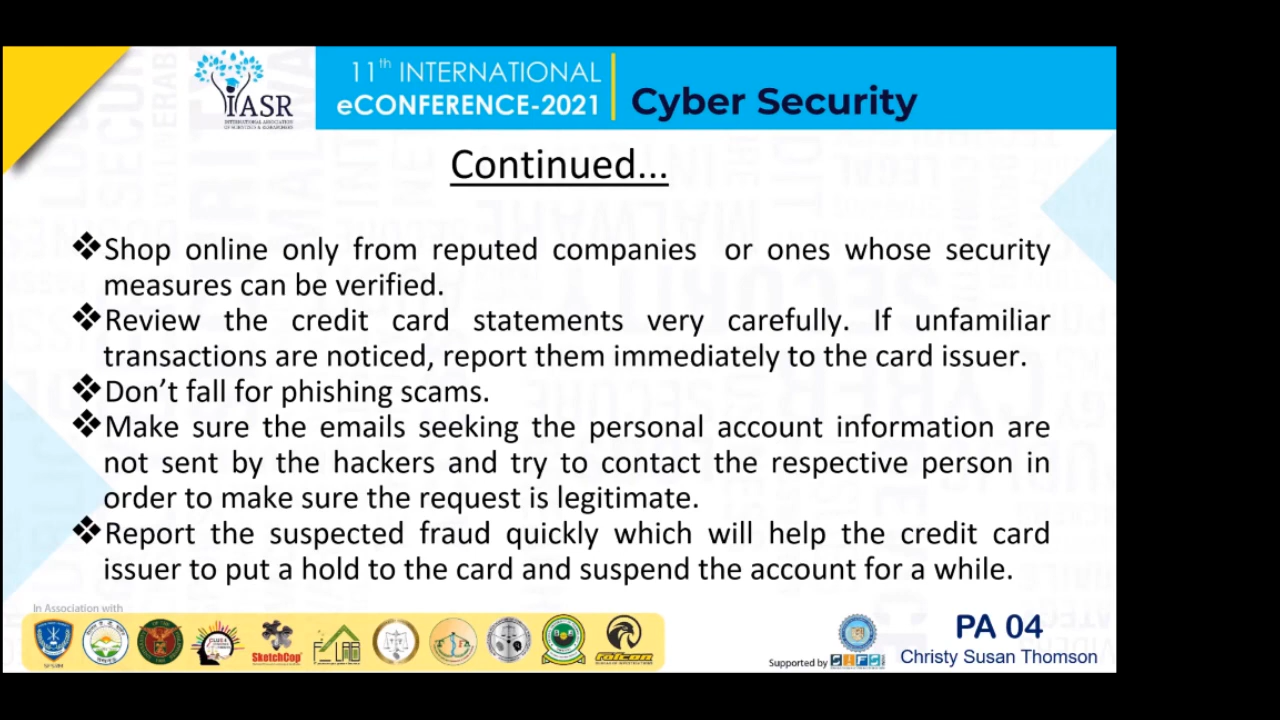 IASR
INTERNATIONAL ASSOCIATION
11th INTERNATIONAL
eCONFERENCE-2021
Cyber Security
Continued...
❖Shop online only from reputed companies or ones whose security
measures can be verified.
❖Review the credit card statements very carefully. If unfamiliar
transactions are noticed, report them immediately to the card issuer.
❖Don’t fall for phishing scams.
❖Make sure the emails seeking the personal account information are
not sent by the hackers and try to contact the respective person in
order to make sure the request is legitimate.
❖Report the suspected fraud quickly which will help the credit card
issuer to put a hold to the card and suspend the account for a while.
In Association with
SketchCop
falcon
Supported by SIFS
PA 04
Christy Susan Thomson